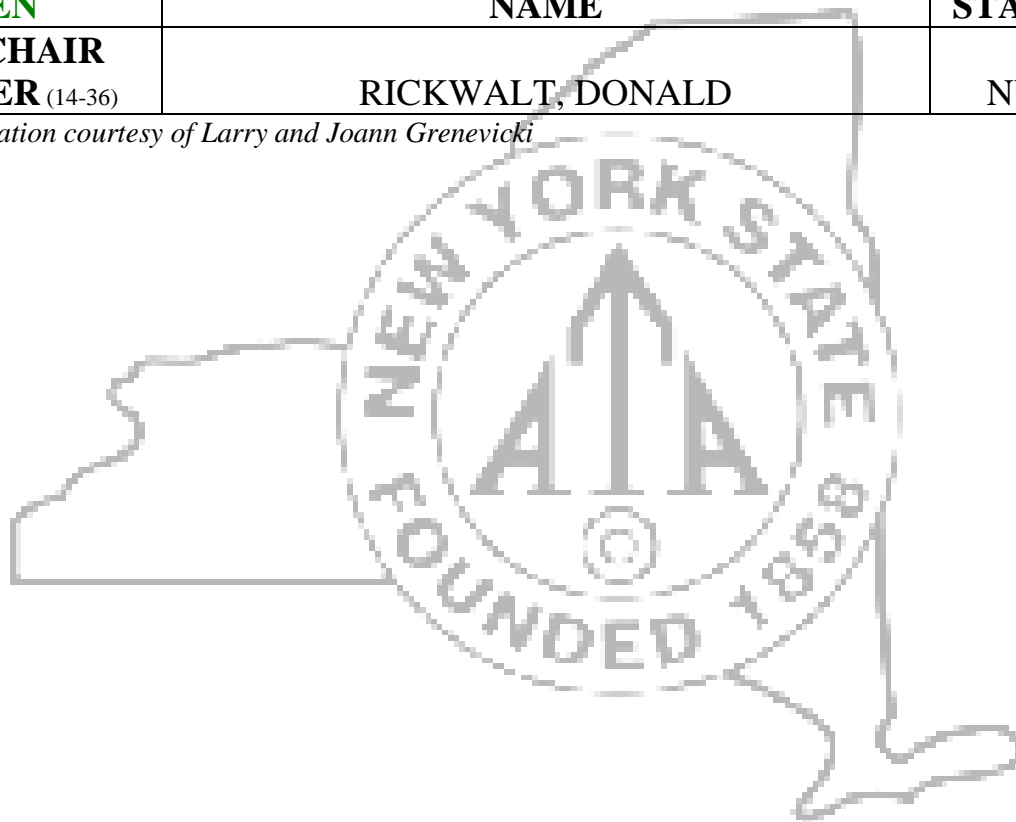 EN NAME STA
CHAIR
ER (14-36) RICKWALT, DONALD N
ation courtesy of Larry and Joann Grenevicki
NEW YORK STATE
ATA
©
FOUNDED 1858